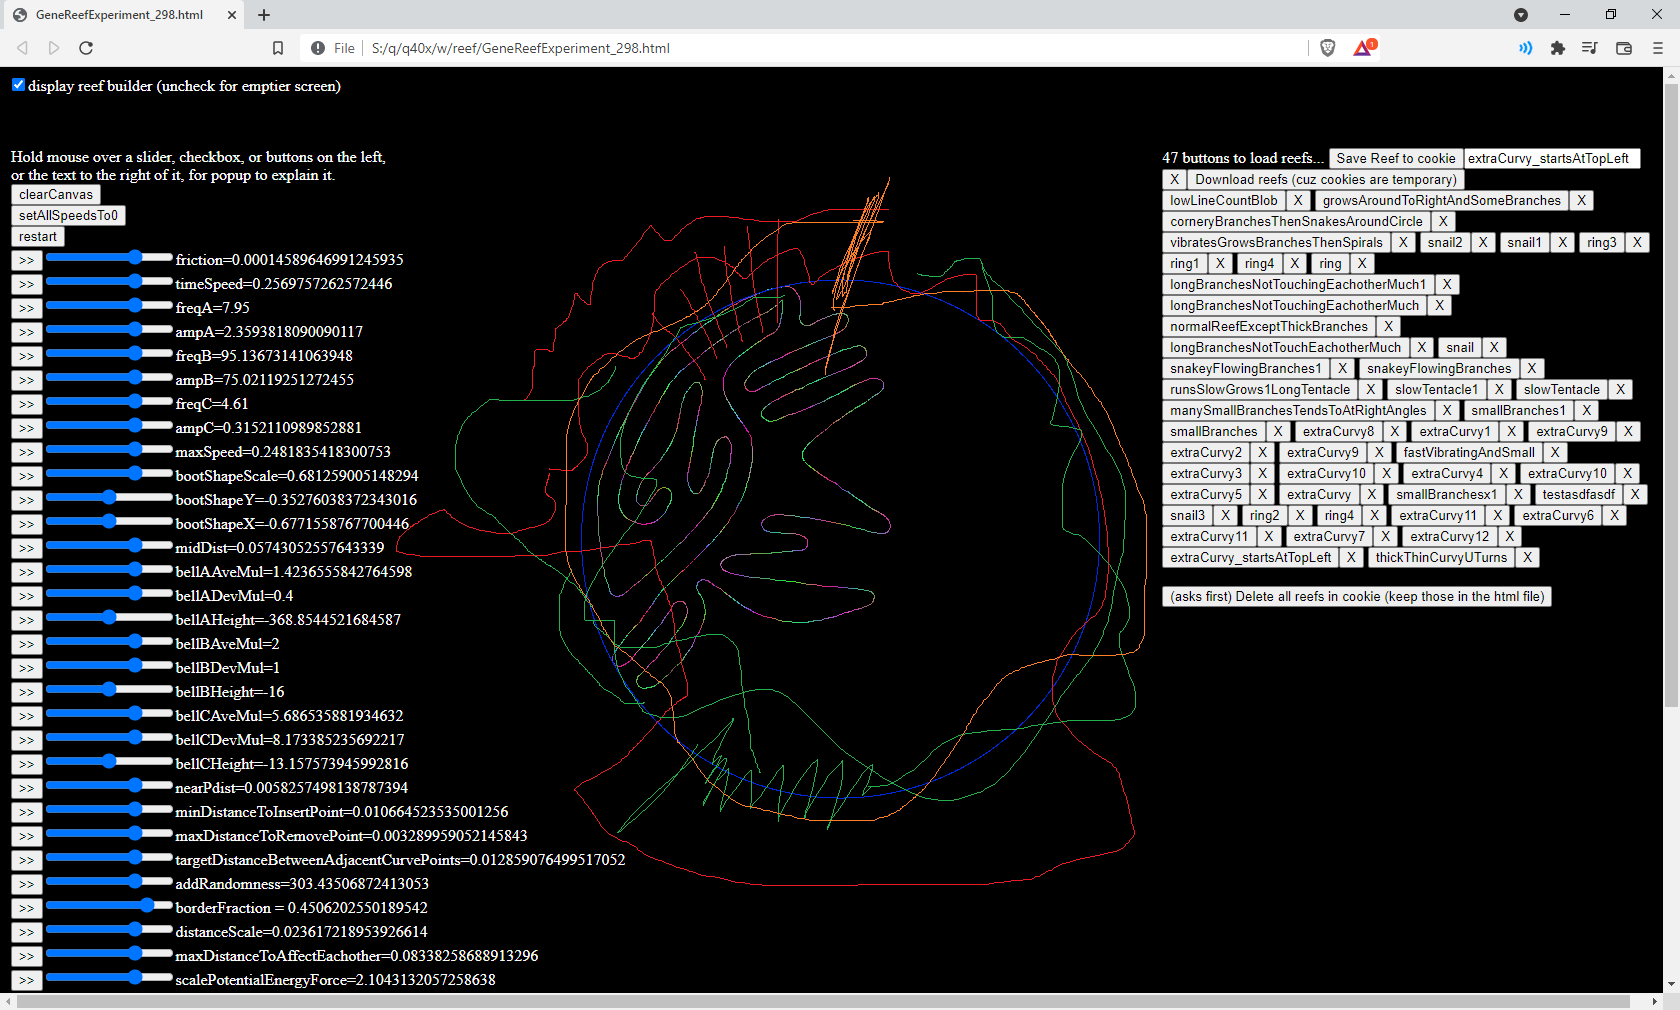 GeneReefExperiment_298.html
File S:/q/q40x/w/reef/GeneReefExperiment_298.html
1
display reef builder (uncheck for emptier screen)
Hold mouse over a slider, checkbox, or buttons on the left,
or the text to the right of it, for popup to explain it.
clearCanvas
setAllSpeedsTo0
restart
>> friction=0.00014589646991245935
>> timeSpeed=0.2569757262572446
>> freqA=7.95
>> ampA=2.3593818090090117
>> freqB=95.13673141063948
>> ampB=75.02119251272455
>> freqC=4.61
>> ampC=0.3152110989852881
>> maxSpeed=0.2481835418300753
>> bootShapeScale=0.681259005148294
>> bootShapeY=-0.35276038372343016
>> bootShapeX=-0.6771558767700446
>> midDist=0.05743052557643339
>> bellAAveMul=1.4236555842764598
>> bellADevMul=0.4
>> bellAHeight=-368.8544521684587
>> bellBAveMul=2
>> bellBDevMul=1
>> bellBHeight=-16
>> bellCAveMul=5.686535881934632
>> bellCDevMul=8.173385235692217
>> bellCHeight=-13.157573945992816
>> nearPdist=0.0058257498138787394
>> minDistanceToInsertPoint=0.010664523535001256
>> maxDistanceToRemovePoint=0.003289959052145843
>> targetDistanceBetweenAdjacentCurvePoints=0.012859076499517052
>> addRandomness=303.43506872413053
>> borderFraction = 0.4506202550189542
>> distanceScale=0.023617218953926614
>> maxDistanceToAffectEachother=0.08338258688913296
>> scalePotentialEnergyForce=2.1043132057258638
47 buttons to load reefs... Save Reef to cookie extraCurvy_startsAtTopLeft
X Download reefs (cuz cookies are temporary)
lowLineCountBlob X growsAroundToRightAndSomeBranches X
corneryBranchesThenSnakesAroundCircle X
vibratesGrowsBranchesThenSpirals X snail2 X snail1 X ring3 X
ring1 X ring4 X ring X
longBranchesNotTouchingEachotherMuch1 X
longBranchesNotTouchingEachotherMuch X
normalReefExceptThickBranches X
longBranchesNotTouchEachotherMuch X snail X
snakeyFlowingBranches1 X snakeyFlowingBranches X
runsSlowGrows1LongTentacle X slowTentacle1 X slowTentacle X
manySmallBranchesTendsToAtRightAngles X smallBranches1 X
smallBranches X extraCurvy8 X extraCurvy1 X extraCurvy9 X
extraCurvy2 X extraCurvy9 X fastVibratingAndSmall X
extraCurvy3 X extraCurvy10 X extraCurvy4 X extraCurvy10 X
extraCurvy5 X extraCurvy X smallBranchesx1 X testasdfasdf X
snail3 X ring2 X ring4 X extraCurvy11 X extraCurvy6 X
extraCurvy11 X extraCurvy7 X extraCurvy12 X
extraCurvy_startsAtTopLeft X thickThinCurvyUTurns X
(asks first) Delete all reefs in cookie (keep those in the html file)